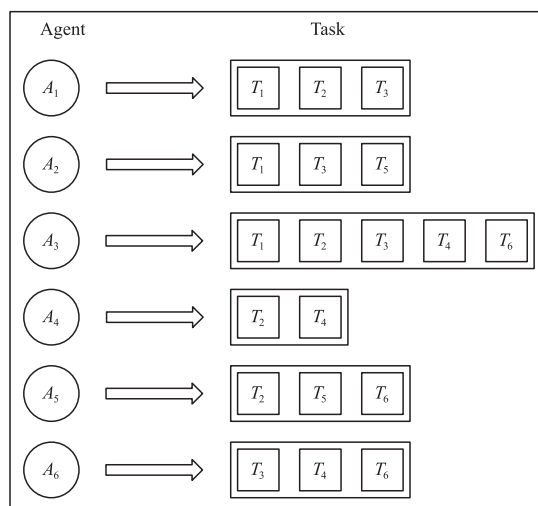 Agent Task
A1 T1 T2 T3
A2 T1 T3 T5
A3 T1 T2 T3 T4 T6
A4 T2 T4
A5 T2 T5 T6
A6 T3 T4 T6